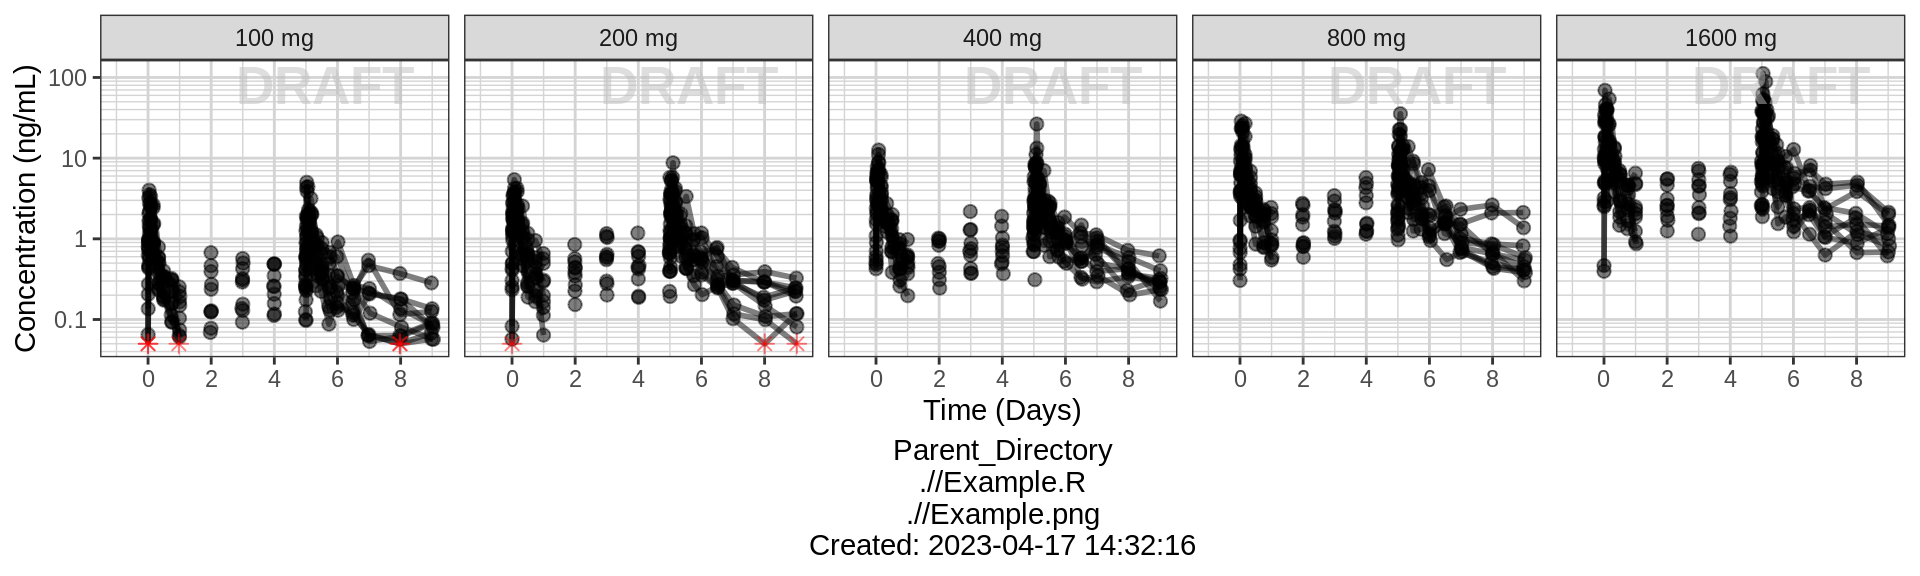 100 mg 200 mg 400 mg 800 mg 1600 mg
DRAFT DRAFT DRAFT DRAFT DRAFT
Concentration (ng/mL)
100
10
1
0.1
0 2 4 6 8 0 2 4 6 8 0 2 4 6 8 0 2 4 6 8 0 2 4 6 8
Time (Days)
Parent_Directory
.//Example.R
.//Example.png
Created: 2023-04-17 14:32:16